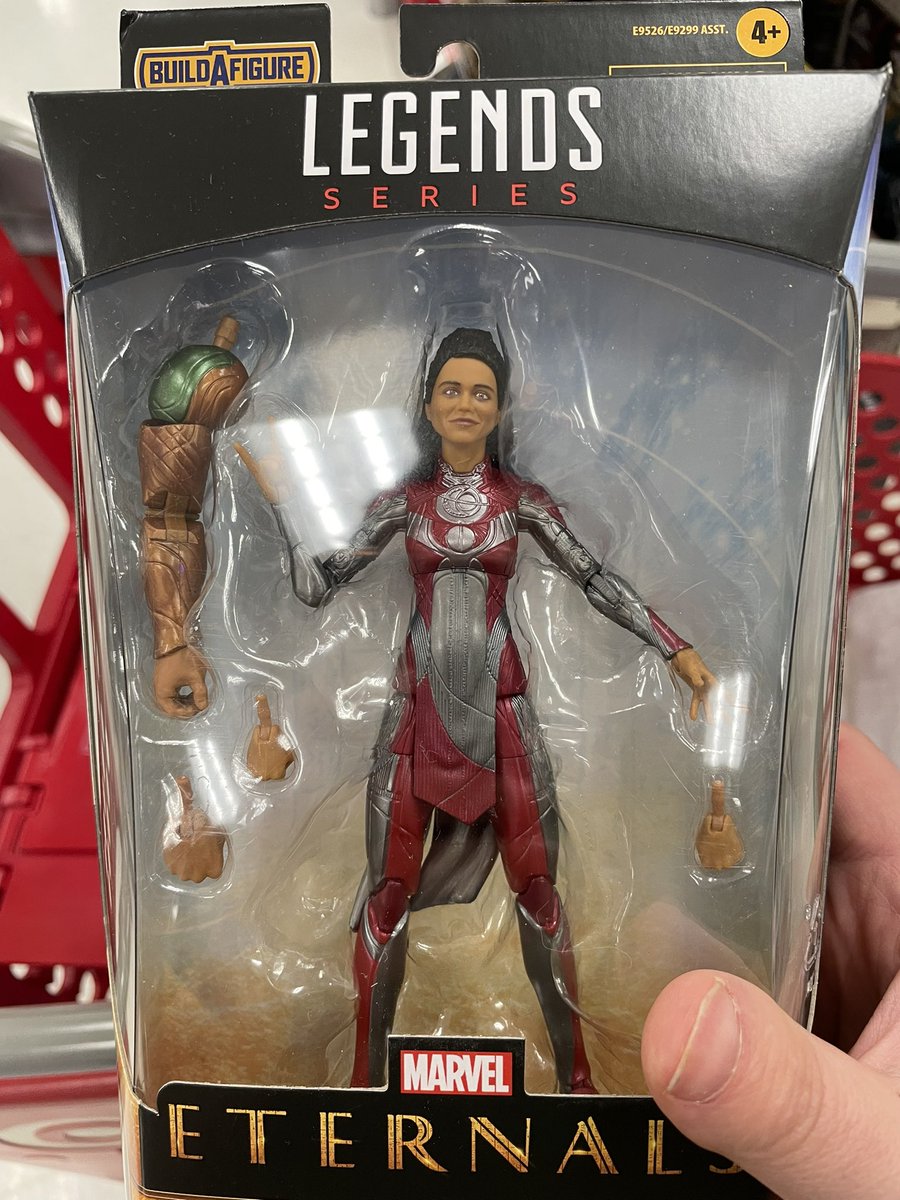 BUILD A FIGURE
E9526/E9299 ASST.
4+
LEGENDS
SERIES
MARVEL
ETERNALS